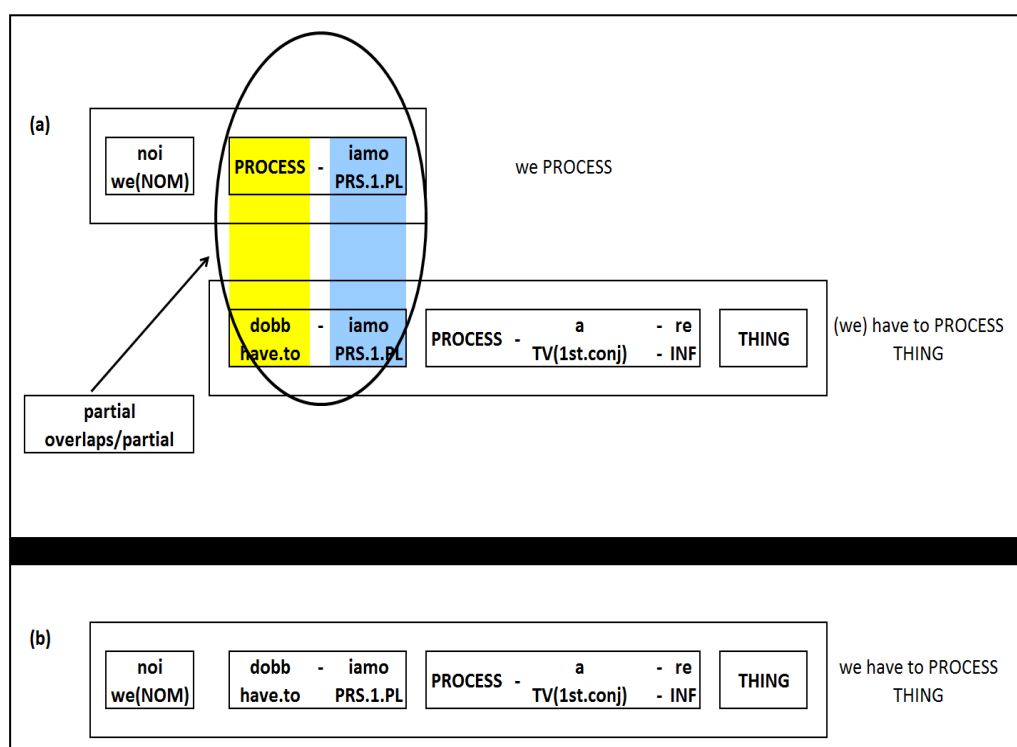 (a)
noi PROCESS - iamo
we(NOM) PRS.1.PL
we PROCESS
dobb - iamo PROCESS - a - re THING
have.to PRS.1.PL TV(1st.conj) - INF
(we) have to PROCESS
THING
partial
overlaps/partial
(b)
noi dobb - iamo PROCESS - a - re THING
we(NOM) have.to PRS.1.PL TV(1st.conj) - INF
we have to PROCESS
THING